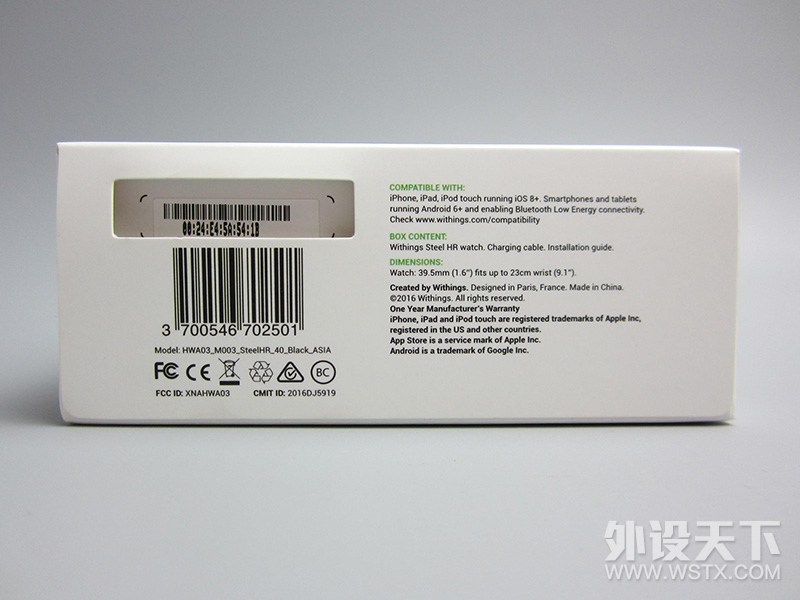 00:24:E4:5A:54:1B
3 700546 702501
Model: HWA03_M003_SteelHR_40_Black_ASIA
FC CE BC
FCC ID: XNAHWA03 CMIT ID: 2016DJ5919
COMPATIBLE WITH:
iPhone, iPad, iPod touch running iOS 8+. Smartphones and tablets
running Android 6+ and enabling Bluetooth Low Energy connectivity.
Check www.withings.com/compatibility
BOX CONTENT:
Withings Steel HR watch. Charging cable. Installation guide.
DIMENSIONS:
Watch: 39.5mm (1.6") fits up to 23cm wrist (9.1").
Created by Withings. Designed in Paris, France. Made in China.
©2016 Withings. All rights reserved.
One Year Manufacturer's Warranty
iPhone, iPad and iPod touch are registered trademarks of Apple Inc,
registered in the US and other countries.
App Store is a service mark of Apple Inc.
Android is a trademark of Google Inc.
外设天下
WWW.WSTX.COM